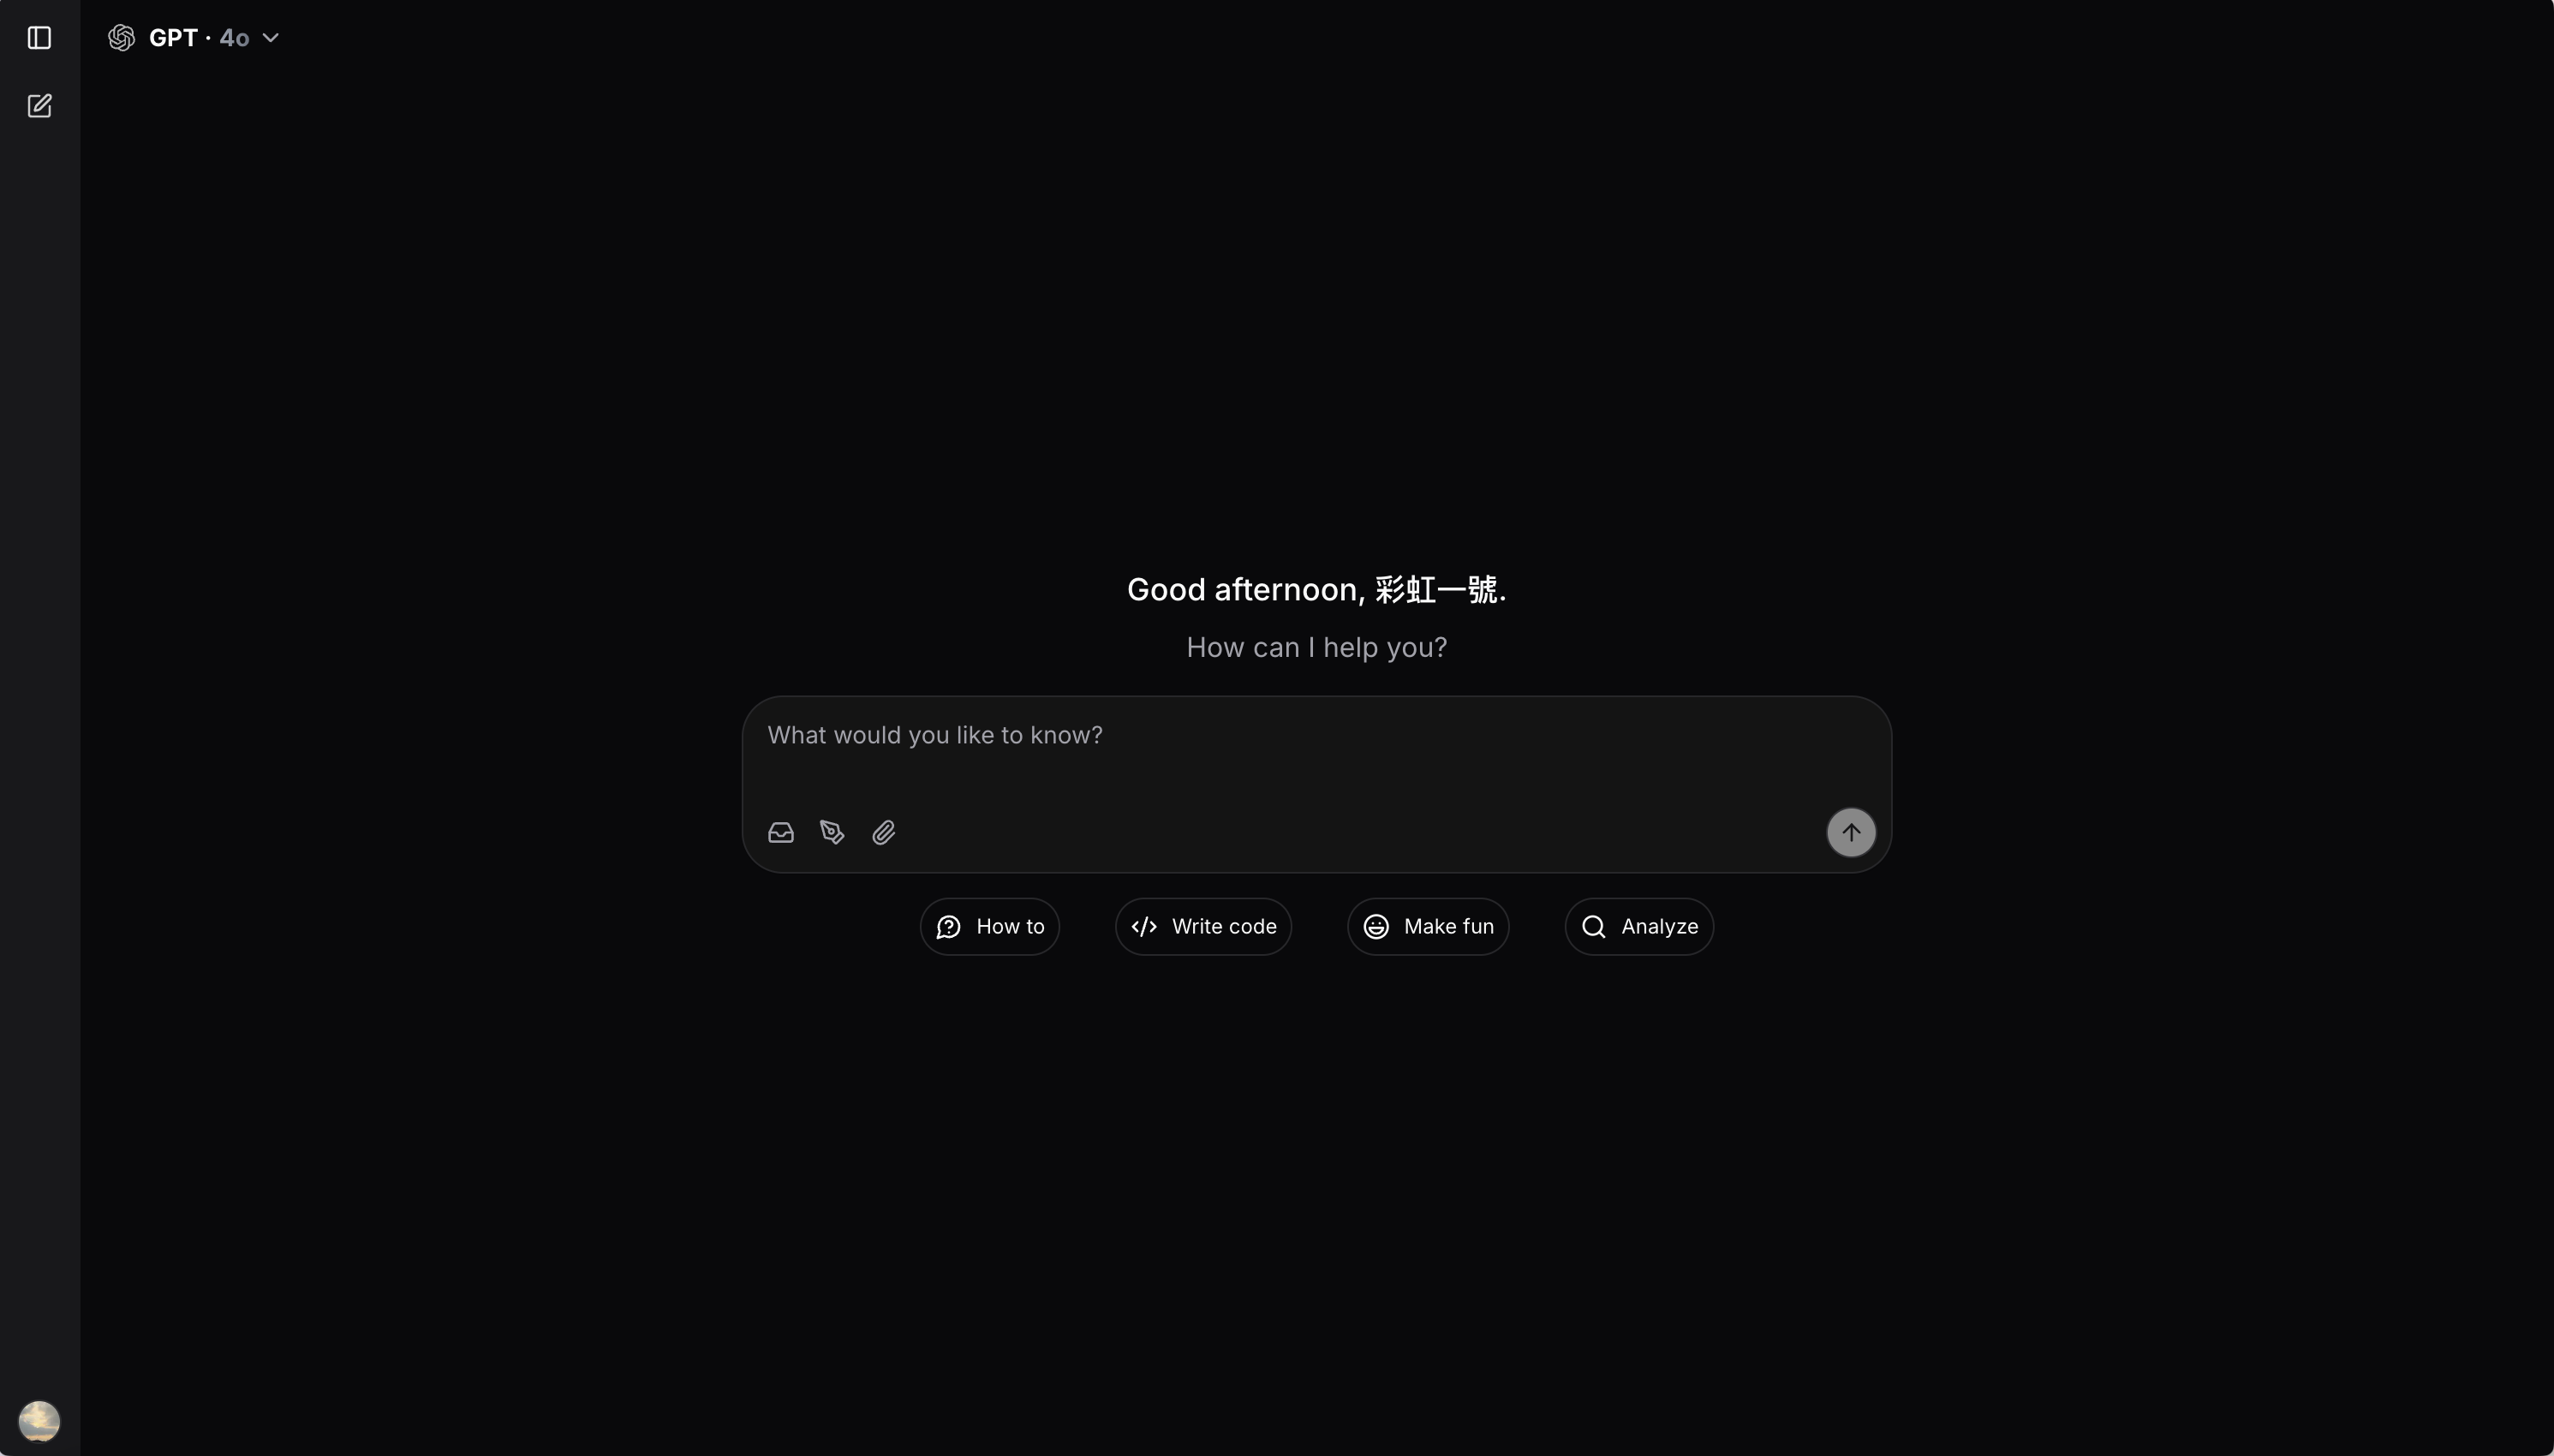 GPT · 4o
Good afternoon, 彩虹一號.
How can I help you?
What would you like to know?
How to
Write code
Make fun
Analyze